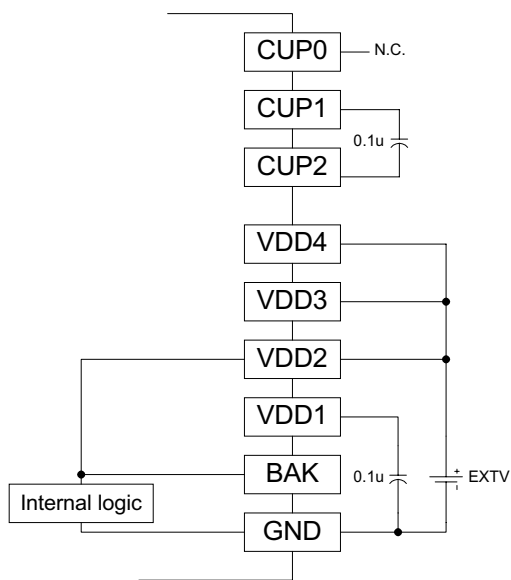 CUP0
N.C.
CUP1
0.1u
CUP2
VDD4
VDD3
VDD2
VDD1
BAK
0.1u
+
EXTV
-
Internal logic
GND